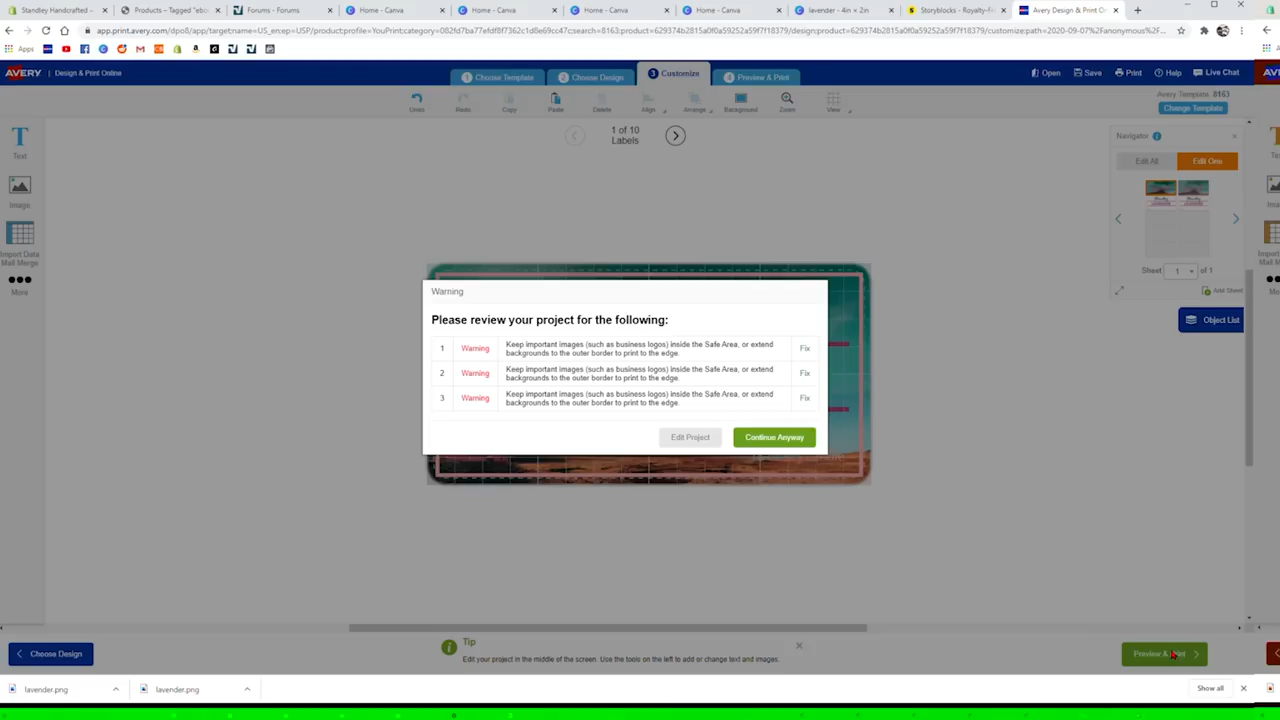 Standley Handcrafted –
Products – Tagged "ebo
Forums - Forums
Home - Canva
Home - Canva
Home - Canva
Home - Canva
lavender - 4in × 2in
Storyblocks - Royalty-Fr
Avery Design & Print On
Apps
AVERY
Design & Print Online
1 Choose Template
2 Choose Design
3 Customize
4 Preview & Print
Open
Save
Print
Help
Live Chat
Undo
Redo
Copy
Paste
Delete
Align
Arrange
Background
Zoom
View
Avery Template 8163
Change Template
1 of 10
Labels
Text
Image
Import Data
Mail Merge
More
Navigator
Edit All
Edit One
Sheet 1 of 1
Add Sheet
Object List
Warning
Please review your project for the following:
1 Warning Keep important images (such as business logos) inside the Safe Area, or extend
backgrounds to the outer border to print to the edge. Fix
2 Warning Keep important images (such as business logos) inside the Safe Area, or extend
backgrounds to the outer border to print to the edge. Fix
3 Warning Keep important images (such as business logos) inside the Safe Area, or extend
backgrounds to the outer border to print to the edge. Fix
Edit Project
Continue Anyway
Choose Design
Tip
Edit your project in the middle of the screen. Use the tools on the left to add or change text and images.
Preview & Print
lavender.png
lavender.png
Show all